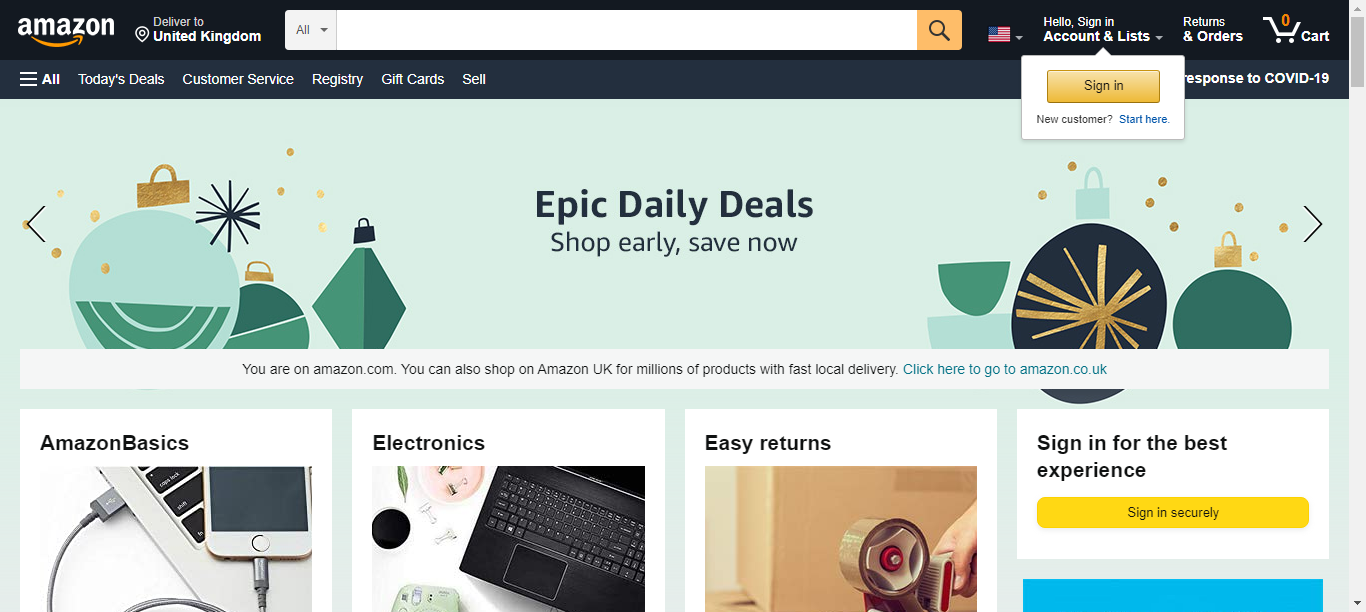 amazon
Deliver to
United Kingdom
All
Hello, Sign in
Account & Lists
Returns
& Orders
0
Cart
All
Today's Deals
Customer Service
Registry
Gift Cards
Sell
response to COVID-19
Sign in
New customer? Start here.
Epic Daily Deals
Shop early, save now
You are on amazon.com. You can also shop on Amazon UK for millions of products with fast local delivery. Click here to go to amazon.co.uk
AmazonBasics
Electronics
Easy returns
Sign in for the best
experience
Sign in securely
caps lock
shift
fn